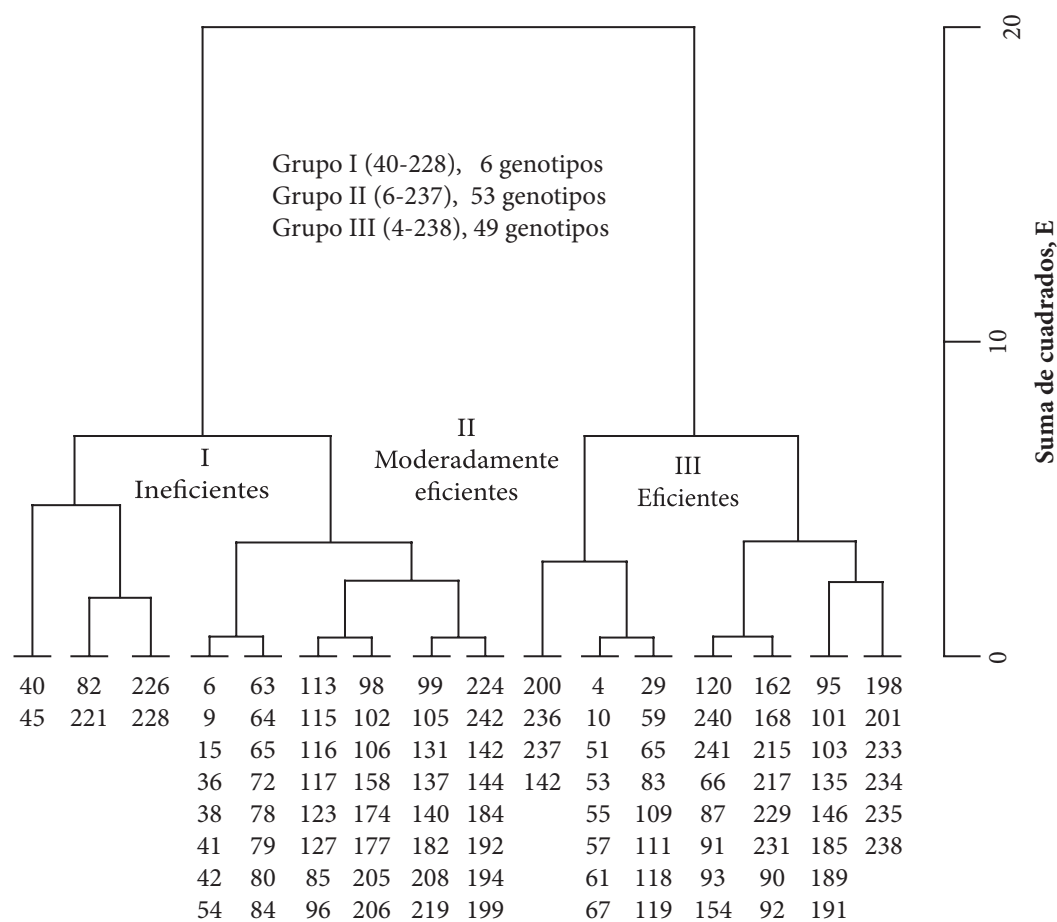 20
Grupo I (40-228), 6 genotipos
Grupo II (6-237), 53 genotipos
Grupo III (4-238), 49 genotipos
Suma de cuadrados, E
10
I
Ineficientes
II
Moderadamente
eficientes
III
Eficientes
0
40 82 226 6 63 113 98 99 224 200 4 29 120 162 95 198
45 221 228 9 64 115 102 105 242 236 10 59 240 168 101 201
15 65 116 106 131 142 237 51 65 241 215 103 233
36 72 117 158 137 144 142 53 83 66 217 135 234
38 78 123 174 140 184 55 109 87 229 146 235
41 79 127 177 182 192 57 111 91 231 185 238
42 80 85 205 208 194 61 118 93 90 189
54 84 96 206 219 199 67 119 154 92 191